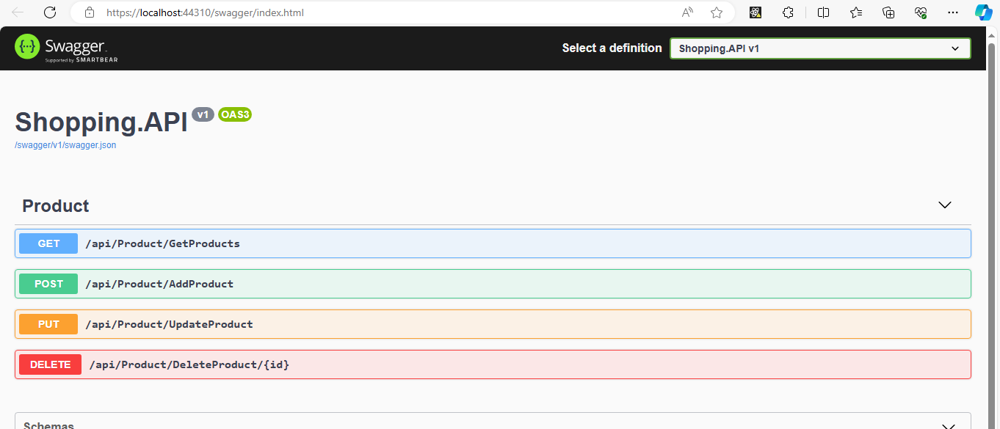 https://localhost:44310/swagger/index.html
Swagger.
Supported by SMARTBEAR
Select a definition
Shopping.API v1
Shopping.API v1 OAS3
/swagger/v1/swagger.json
Product
GET /api/Product/GetProducts
POST /api/Product/AddProduct
PUT /api/Product/UpdateProduct
DELETE /api/Product/DeleteProduct/{id}
Schemas